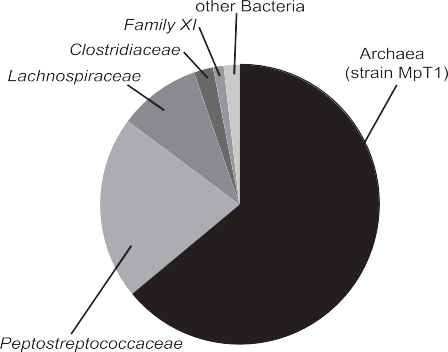 other Bacteria
Family XI
Clostridiaceae
Lachnospiraceae
Archaea
(strain MpT1)
Peptostreptococcaceae